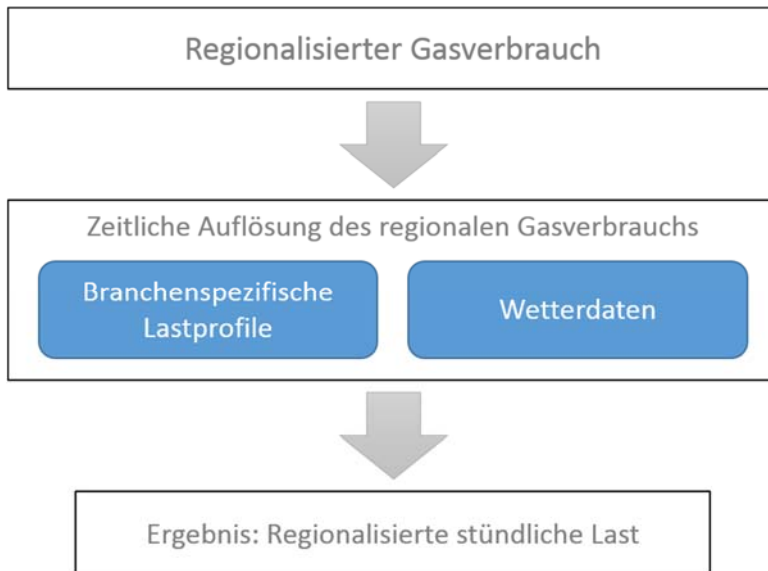 Regionalisierter Gasverbrauch
Zeitliche Auflösung des regionalen Gasverbrauchs
Branchenspezifische
Lastprofile
Wetterdaten
Ergebnis: Regionalisierte stündliche Last